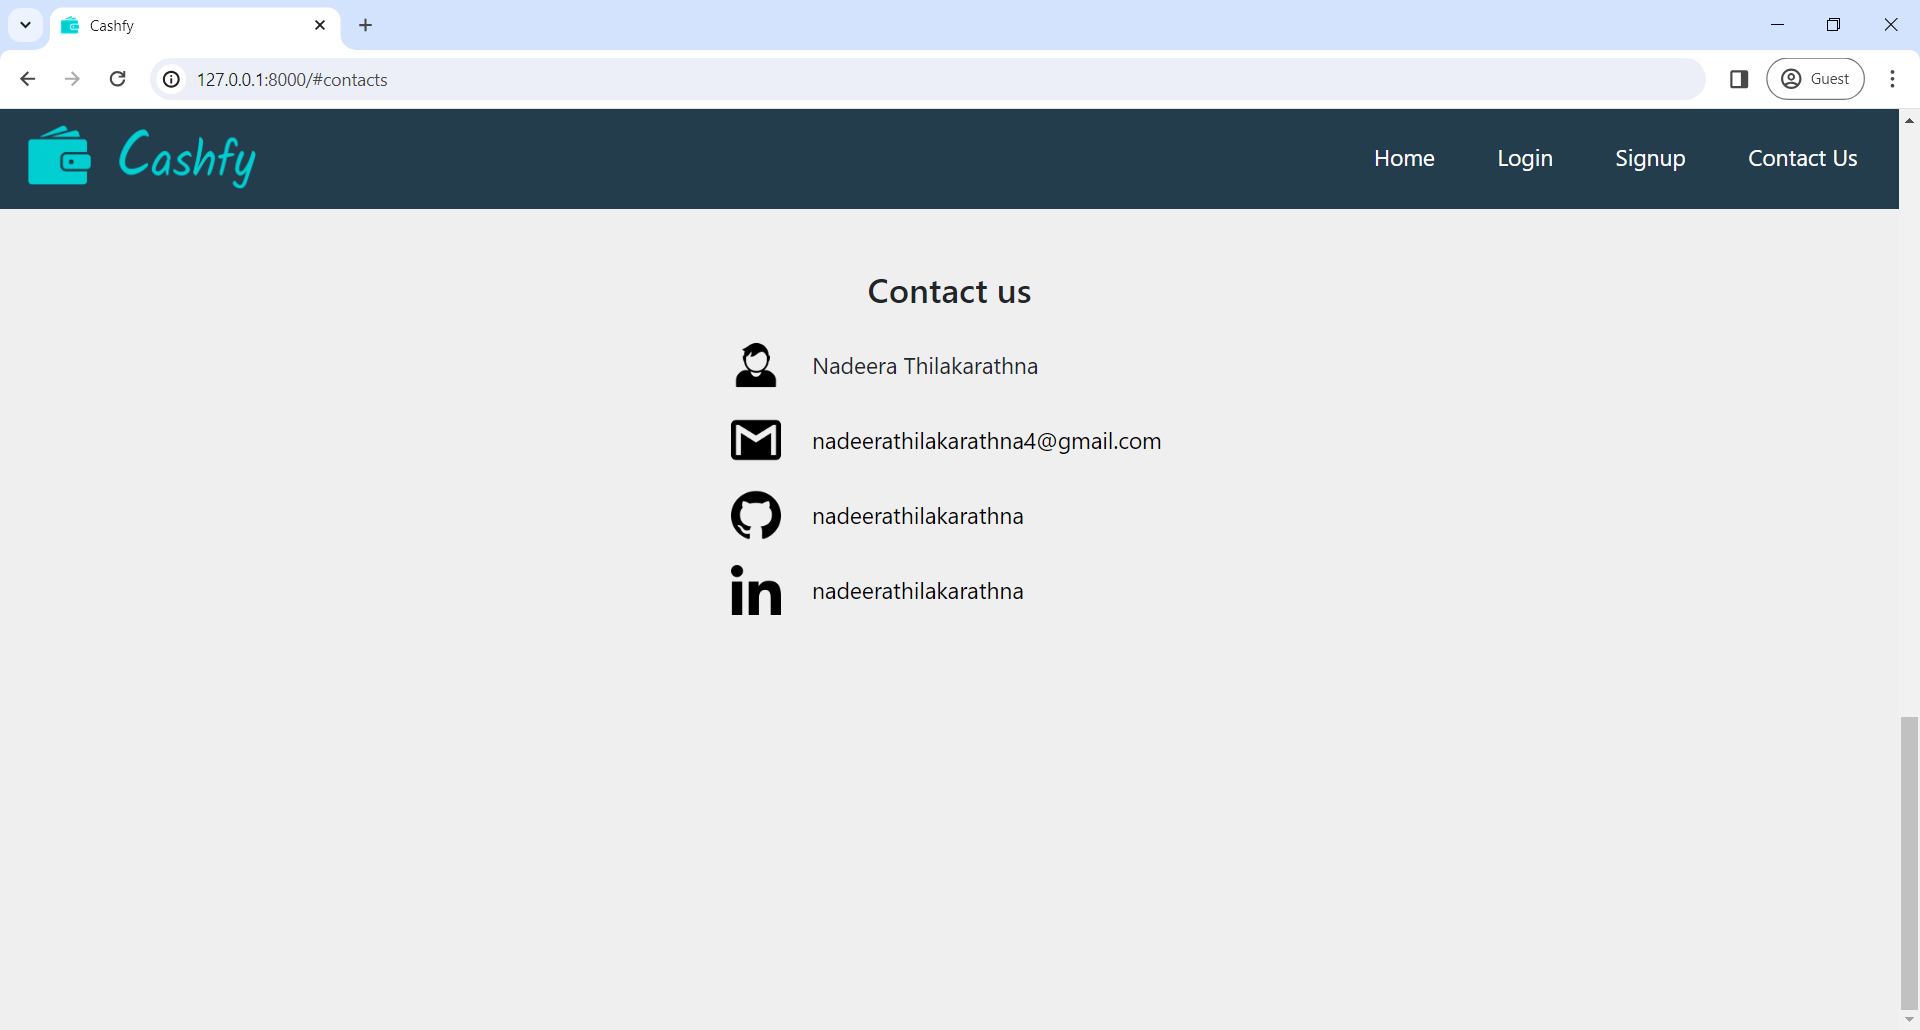 Cashfy
127.0.0.1:8000/#contacts
Guest
Cashfy
Home Login Signup Contact Us
Contact us
Nadeera Thilakarathna
nadeerathilakarathna4@gmail.com
nadeerathilakarathna
in nadeerathilakarathna